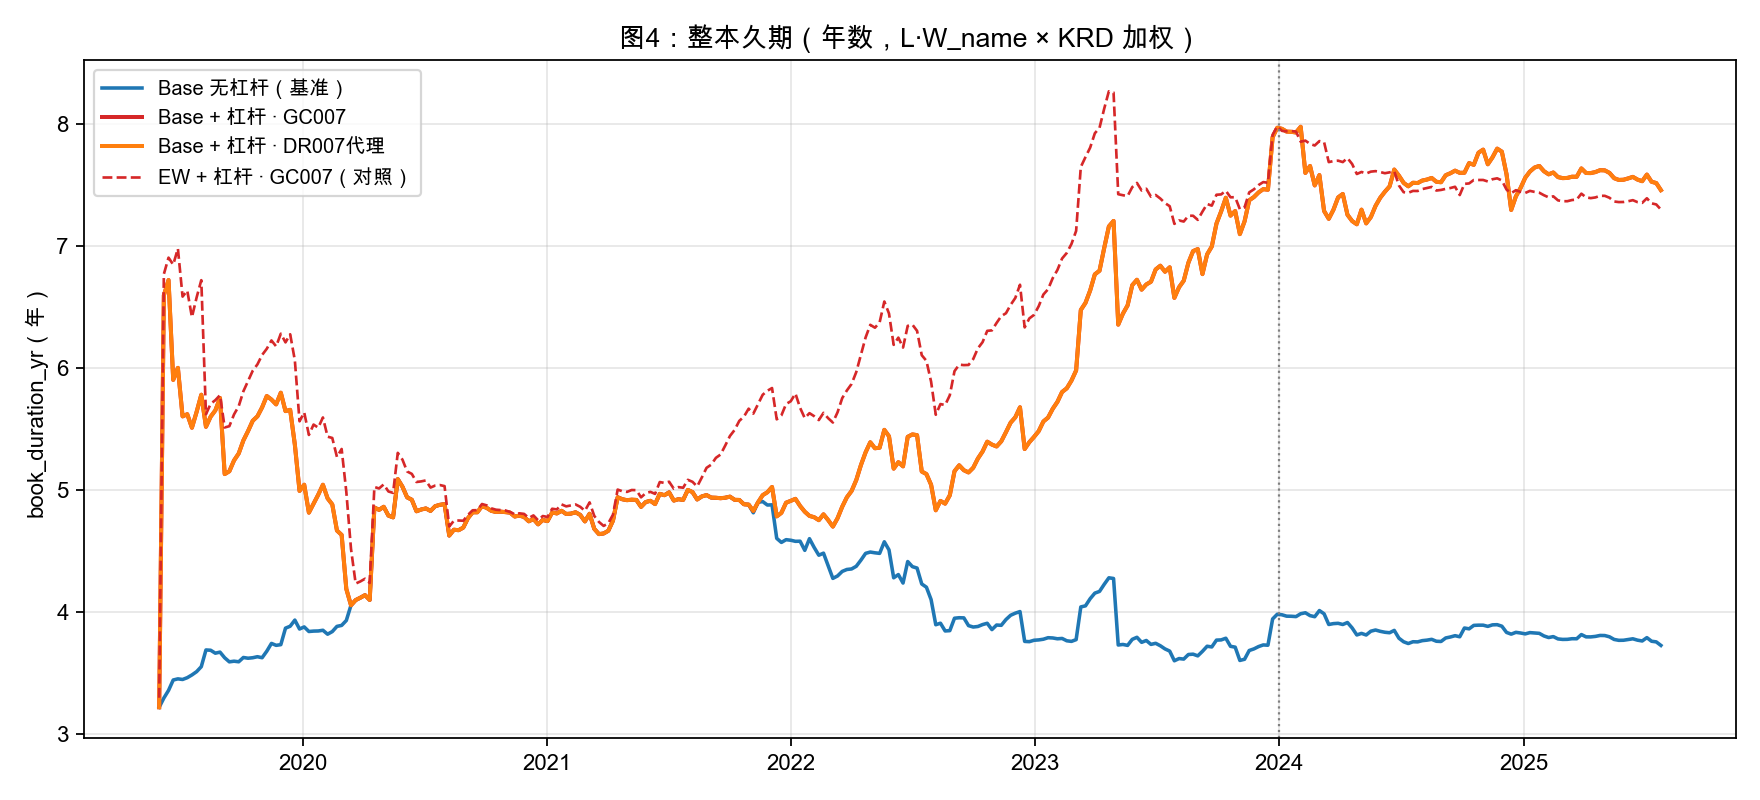 图4：整本久期（年数，L·W_name × KRD 加权）
Base 无杠杆（基准）
Base + 杠杆 · GC007
Base + 杠杆 · DR007代理
EW + 杠杆 · GC007（对照）
book_duration_yr（年）
8
7
6
5
4
3
2020
2021
2022
2023
2024
2025